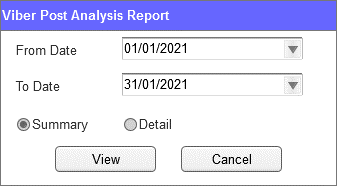 Viber Post Analysis Report
From Date 01/01/2021
To Date 31/01/2021
Summary Detail
View Cancel